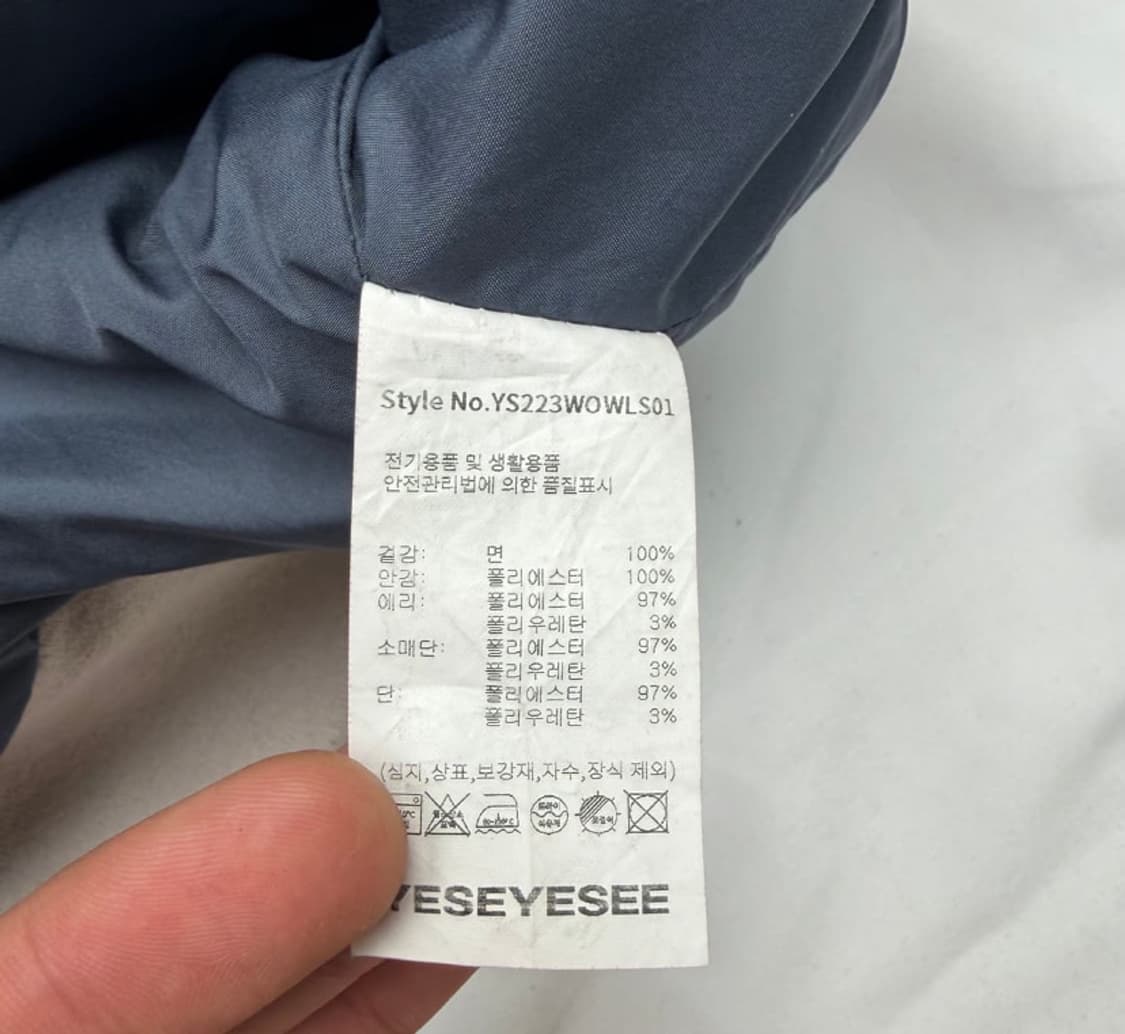 Style No.YS223WOWLS01
전기용품 및 생활용품
안전관리법에 의한 품질표시
겉감: 면 100%
안감: 폴리에스터 100%
에리: 폴리에스터 97%
폴리우레탄 3%
소매단: 폴리에스터 97%
폴리우레탄 3%
단: 폴리에스터 97%
폴리우레탄 3%
(심지,상표,보강재,자수,장식 제외)
드라이
YESEYESEE